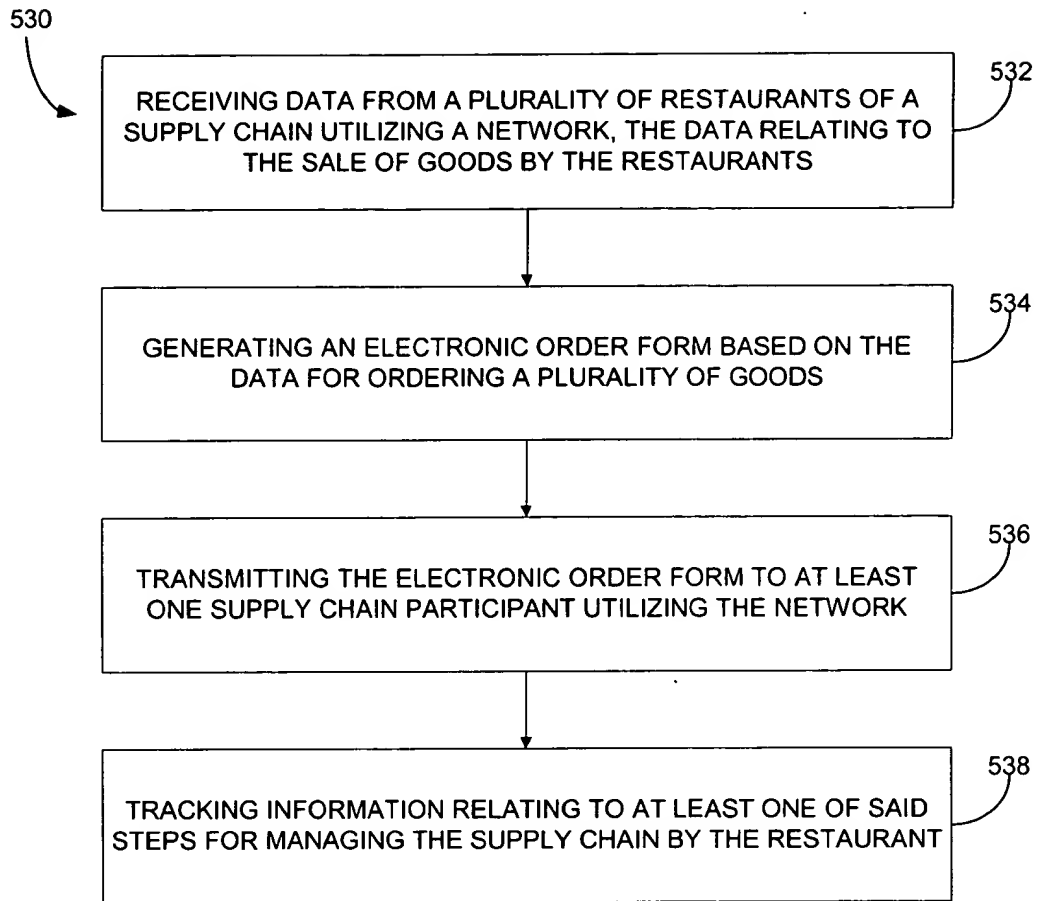 530
532
RECEIVING DATA FROM A PLURALITY OF RESTAURANTS OF A
SUPPLY CHAIN UTILIZING A NETWORK, THE DATA RELATING TO
THE SALE OF GOODS BY THE RESTAURANTS
534
GENERATING AN ELECTRONIC ORDER FORM BASED ON THE
DATA FOR ORDERING A PLURALITY OF GOODS
536
TRANSMITTING THE ELECTRONIC ORDER FORM TO AT LEAST
ONE SUPPLY CHAIN PARTICIPANT UTILIZING THE NETWORK
538
TRACKING INFORMATION RELATING TO AT LEAST ONE OF SAID
STEPS FOR MANAGING THE SUPPLY CHAIN BY THE RESTAURANT